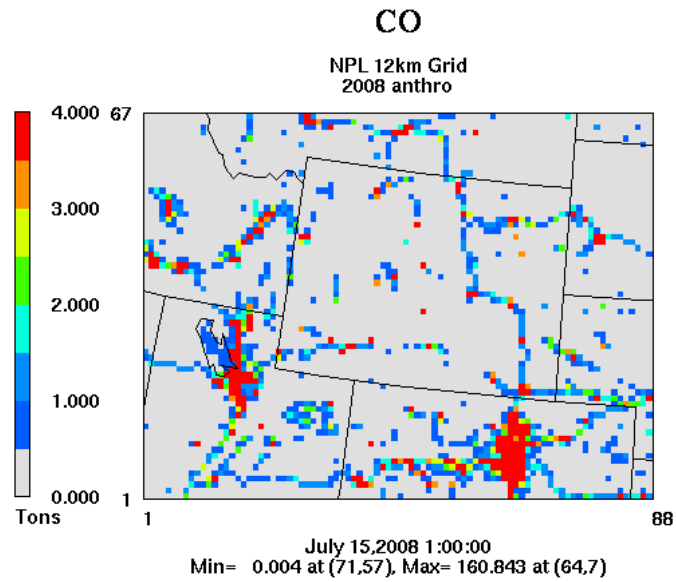 CO
NPL 12km Grid
2008 anthro
4.000
67
3.000
2.000
1.000
0.000
1
Tons
1
88
July 15,2008 1:00:00
Min= 0.004 at (71,57), Max= 160.843 at (64,7)